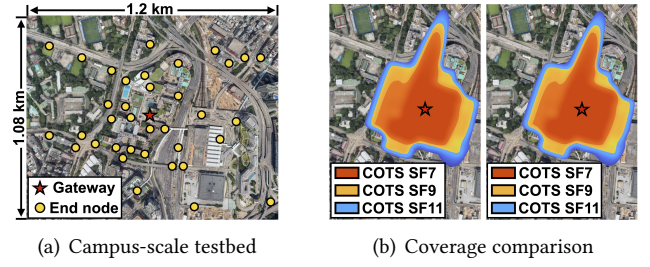 1.2 km
1.08 km
Gateway
End node
(a) Campus-scale testbed
COTS SF7
COTS SF9
COTS SF11
COTS SF7
COTS SF9
COTS SF11
(b) Coverage comparison